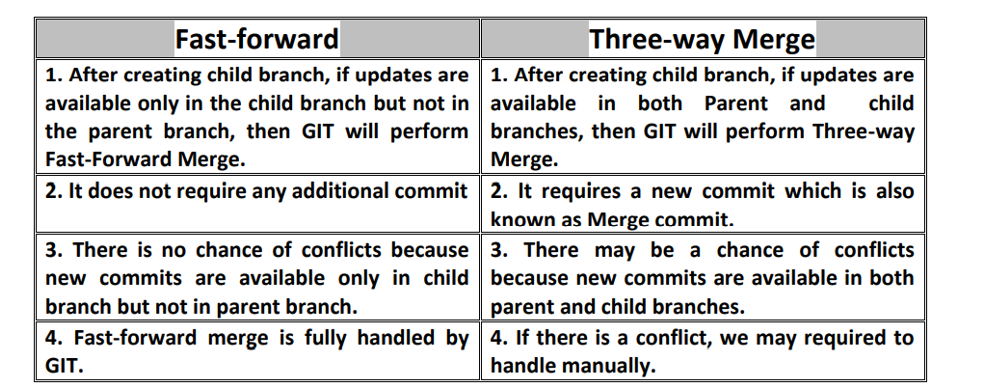 Fast-forward
Three-way Merge
1. After creating child branch, if updates are
available only in the child branch but not in
the parent branch, then GIT will perform
Fast-Forward Merge.
1. After creating child branch, if updates are
available in both Parent and child
branches, then GIT will perform Three-way
Merge.
2. It does not require any additional commit
2. It requires a new commit which is also
known as Merge commit.
3. There is no chance of conflicts because
new commits are available only in child
branch but not in parent branch.
3. There may be a chance of conflicts
because new commits are available in both
parent and child branches.
4. Fast-forward merge is fully handled by
GIT.
4. If there is a conflict, we may required to
handle manually.